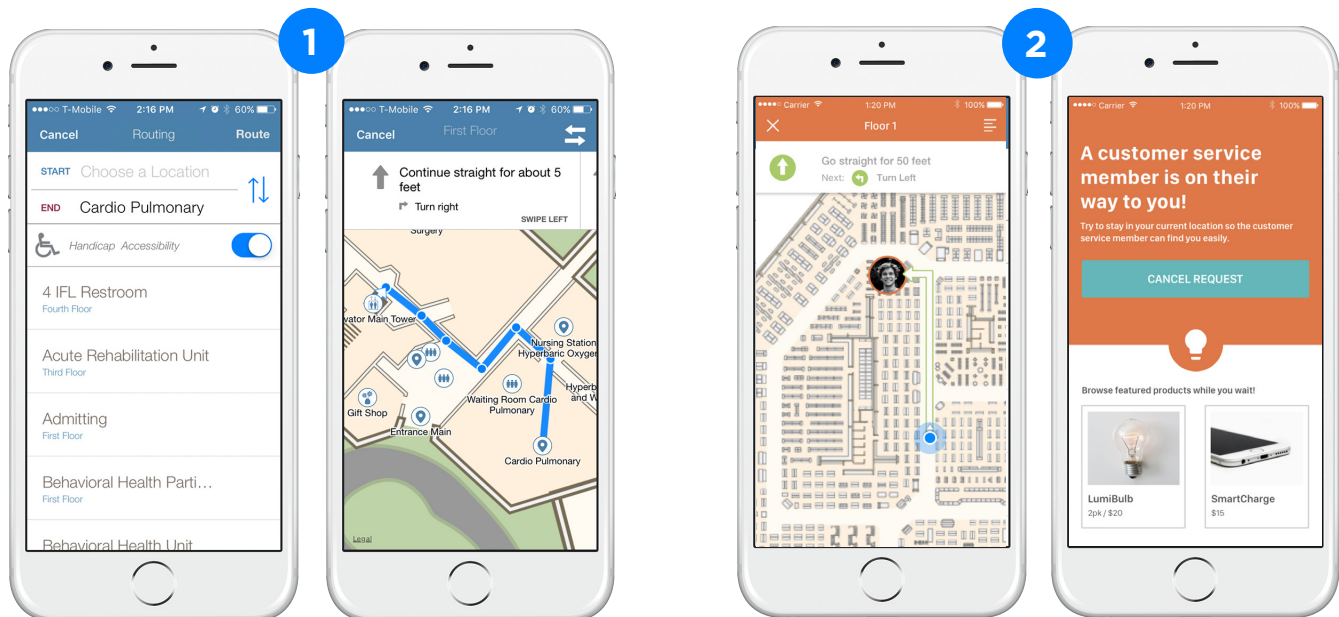 1
●●●○○ T-Mobile 2:16 PM 60%
Cancel Routing Route
START Choose a Location
END Cardio Pulmonary
Handicap Accessibility
4 IFL Restroom
Fourth Floor
Acute Rehabilitation Unit
Third Floor
Admitting
First Floor
Behavioral Health Parti…
First Floor
Behavioral Health Unit
●●●○○ T-Mobile 2:16 PM 60%
Cancel First Floor
Continue straight for about 5
feet
Turn right
SWIPE LEFT
Surgery
vator Main Tower
Nursing Station
Hyperbaric Oxyger
Hyperb
and W
Waiting Room Cardio
Pulmonary
Gift Shop
Entrance Main
Cardio Pulmonary
Legal
2
●●●●○ Carrier 1:20 PM 100%
Floor 1
Go straight for 50 feet
Next: Turn Left
●●●●○ Carrier 1:20 PM 100%
A customer service
member is on their
way to you!
Try to stay in your current location so the customer
service member can find you easily.
CANCEL REQUEST
Browse featured products while you wait!
LumiBulb
2pk / $20
SmartCharge
$15